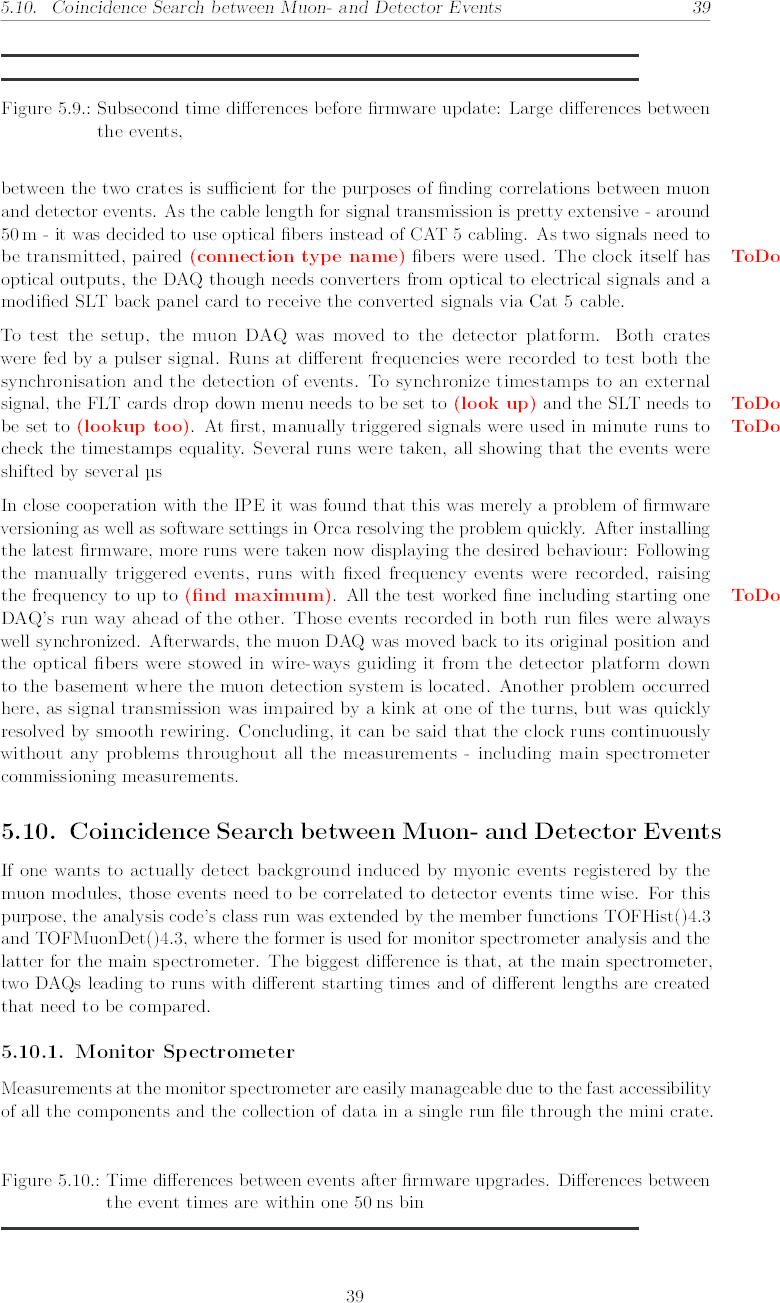 5.10. Coincidence Search between Muon- and Detector Events 39
Figure 5.9.: Subsecond time differences before firmware update: Large differences between
the events,
between the two crates is sufficient for the purposes of finding correlations between muon
and detector events. As the cable length for signal transmission is pretty extensive - around
50 m - it was decided to use optical fibers instead of CAT 5 cabling. As two signals need to
be transmitted, paired (connection type name) fibers were used. The clock itself has ToDo
optical outputs, the DAQ though needs converters from optical to electrical signals and a
modified SLT back panel card to receive the converted signals via Cat 5 cable.
To test the setup, the muon DAQ was moved to the detector platform. Both crates
were fed by a pulser signal. Runs at different frequencies were recorded to test both the
synchronisation and the detection of events. To synchronize timestamps to an external
signal, the FLT cards drop down menu needs to be set to (look up) and the SLT needs to ToDo
be set to (lookup too). At first, manually triggered signals were used in minute runs to ToDo
check the timestamps equality. Several runs were taken, all showing that the events were
shifted by several µs
In close cooperation with the IPE it was found that this was merely a problem of firmware
versioning as well as software settings in Orca resolving the problem quickly. After installing
the latest firmware, more runs were taken now displaying the desired behaviour: Following
the manually triggered events, runs with fixed frequency events were recorded, raising
the frequency to up to (find maximum). All the test worked fine including starting one ToDo
DAQ's run way ahead of the other. Those events recorded in both run files were always
well synchronized. Afterwards, the muon DAQ was moved back to its original position and
the optical fibers were stowed in wire-ways guiding it from the detector platform down
to the basement where the muon detection system is located. Another problem occurred
here, as signal transmission was impaired by a kink at one of the turns, but was quickly
resolved by smooth rewiring. Concluding, it can be said that the clock runs continuously
without any problems throughout all the measurements - including main spectrometer
commissioning measurements.
5.10. Coincidence Search between Muon- and Detector Events
If one wants to actually detect background induced by myonic events registered by the
muon modules, those events need to be correlated to detector events time wise. For this
purpose, the analysis code's class run was extended by the member functions TOFHist()4.3
and TOFMuonDet()4.3, where the former is used for monitor spectrometer analysis and the
latter for the main spectrometer. The biggest difference is that, at the main spectrometer,
two DAQs leading to runs with different starting times and of different lengths are created
that need to be compared.
5.10.1. Monitor Spectrometer
Measurements at the monitor spectrometer are easily manageable due to the fast accessibility
of all the components and the collection of data in a single run file through the mini crate.
Figure 5.10.: Time differences between events after firmware upgrades. Differences between
the event times are within one 50 ns bin
39